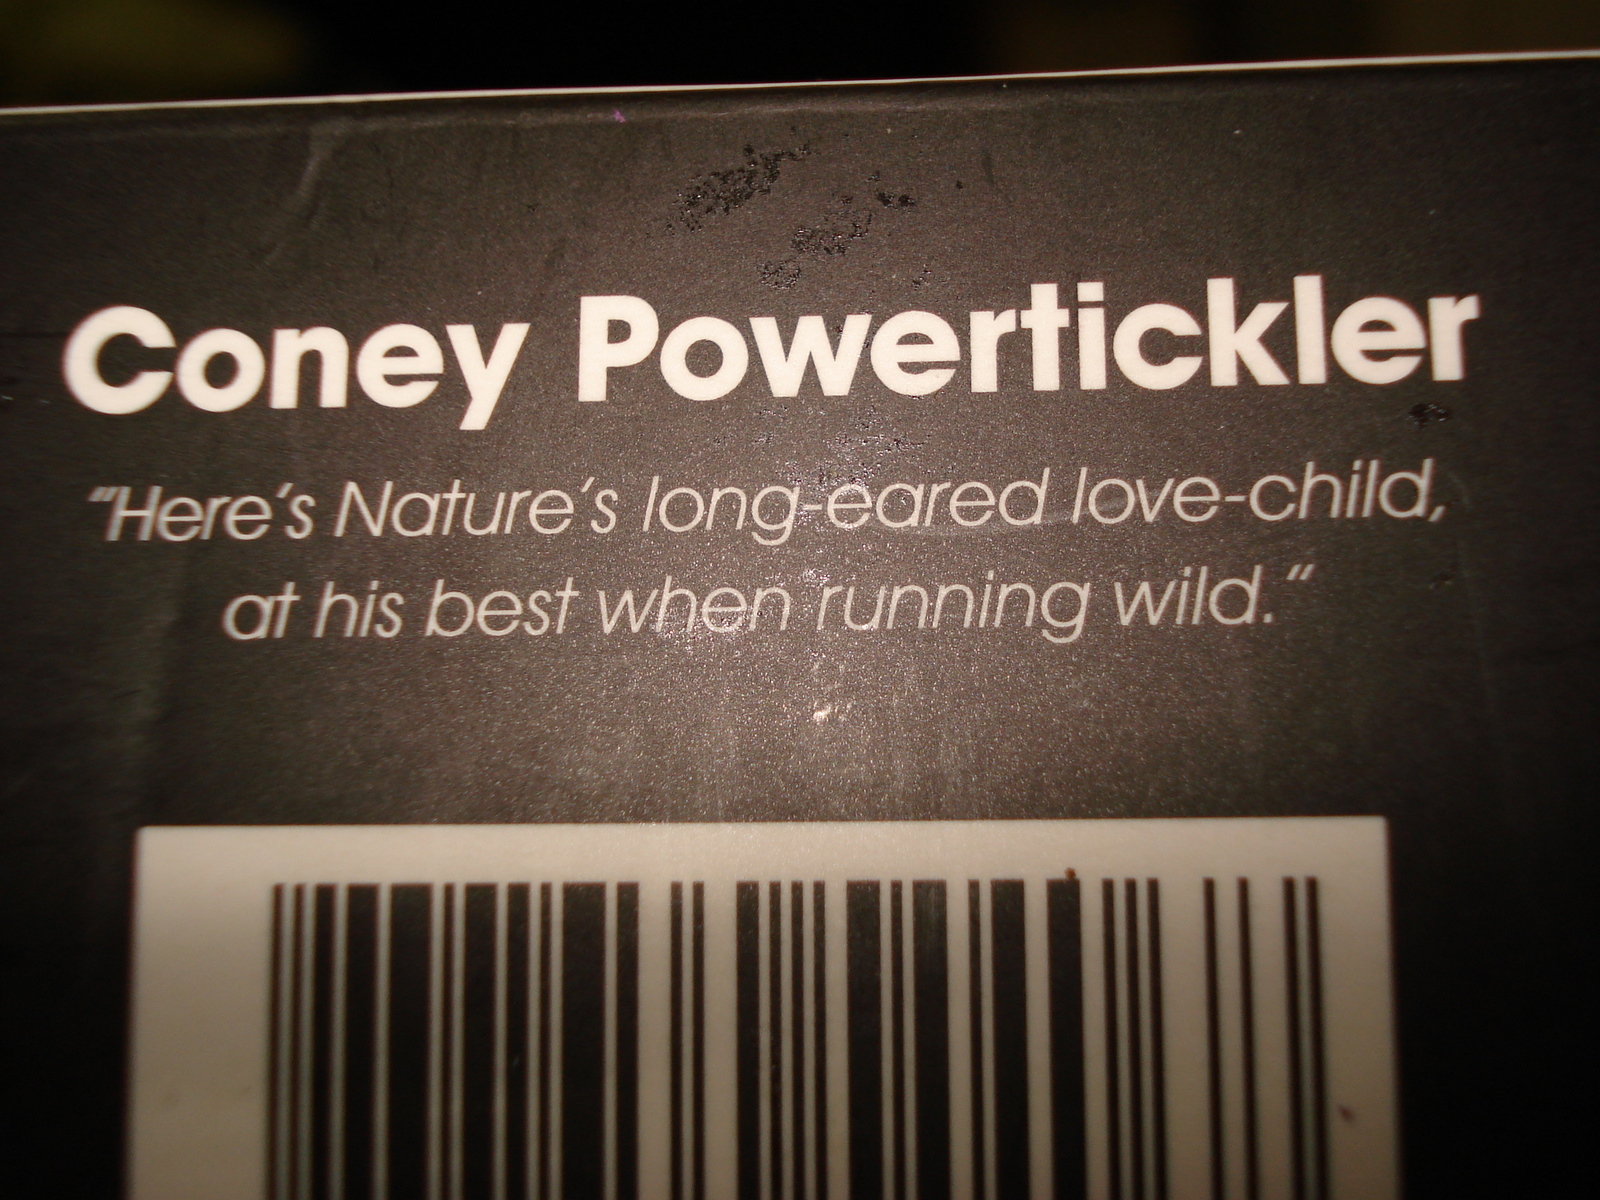 Coney Powertickler
“Here's Nature's long-eared love-child,
at his best when running wild.”